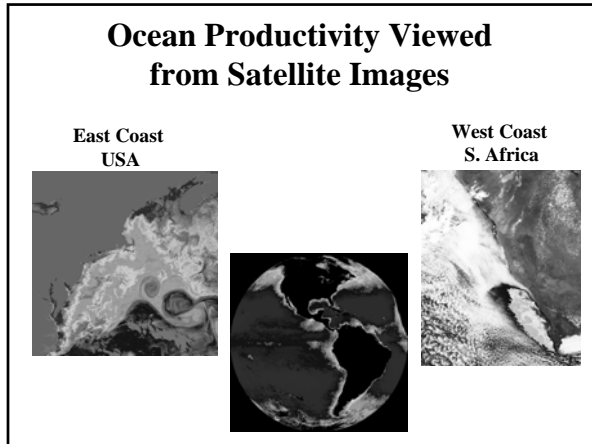 Ocean Productivity Viewed
from Satellite Images
East Coast
USA
West Coast
S. Africa